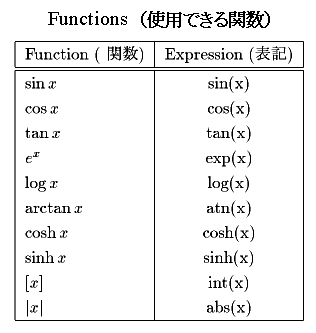 Functions (使用できる関数)
Function ( 関数) Expression (表記)
sin x sin(x)
cos x cos(x)
tan x tan(x)
e^x exp(x)
log x log(x)
arctan x atn(x)
cosh x cosh(x)
sinh x sinh(x)
[x] int(x)
|x| abs(x)